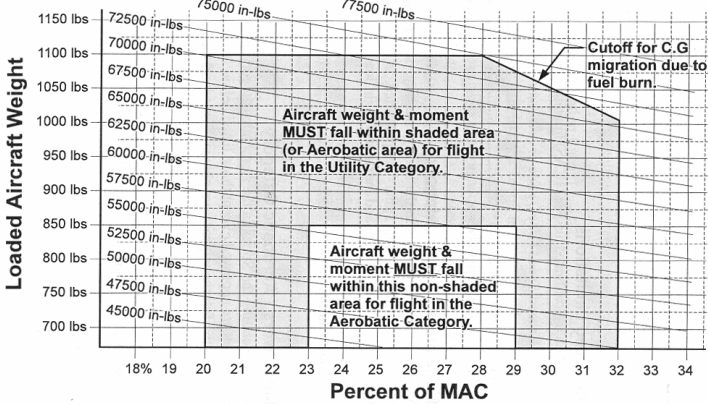 75000 in-lbs
77500 in-lbs
1150 lbs
72500 in-lbs
1100 lbs
70000 in-lbs
67500 in-lbs
1050 lbs
65000 in-lbs
1000 lbs
62500 in-lbs
950 lbs
60000 in-lbs
900 lbs
57500 in-lbs
55000 in-lbs
850 lbs
52500 in-lbs
800 lbs
50000 in-lbs
750 lbs
47500 in-lbs
45000 in-lbs
700 lbs
Loaded Aircraft Weight
Cutoff for C.G
migration due to
fuel burn.
Aircraft weight & moment
MUST fall within shaded area
(or Aerobatic area) for flight
in the Utility Category.
Aircraft weight &
moment MUST fall
within this non-shaded
area for flight in the
Aerobatic Category.
18% 19 20 21 22 23 24 25 26 27 28 29 30 31 32 33 34
Percent of MAC